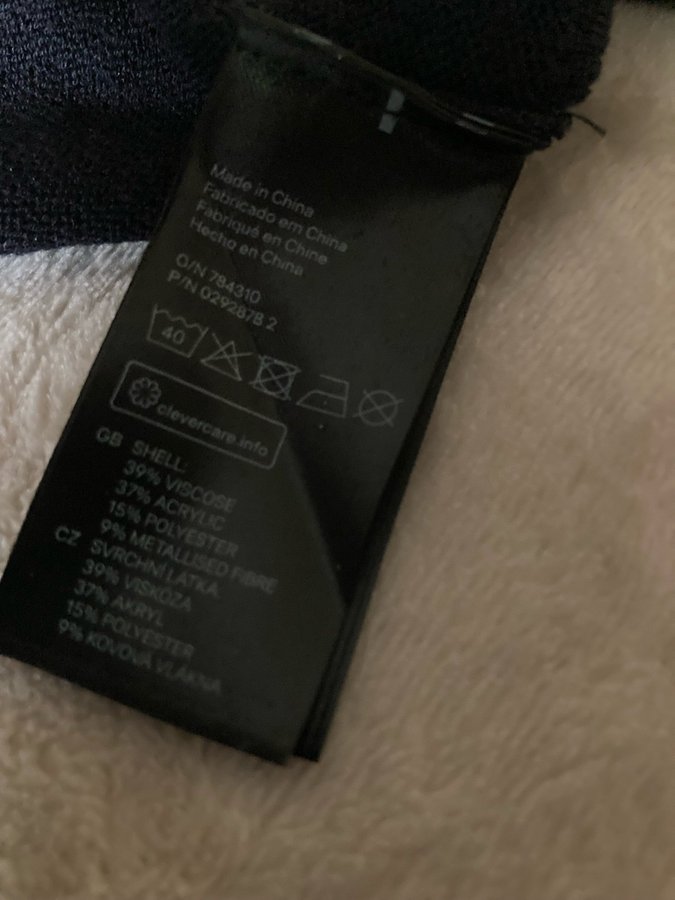 Made in China
Fabricado em China
Fabriqué en Chine
Hecho en China
O/N 784310
P/N 0292878 2
40
clevercare.info
GB SHELL:
39% VISCOSE
37% ACRYLIC
15% POLYESTER
9% METALLISED FIBRE
CZ SVRCHNÍ LÁTKA
39% VISKÓZA
37% AKRYL
15% POLYESTER
9% KOVOVÁ VLÁKNA